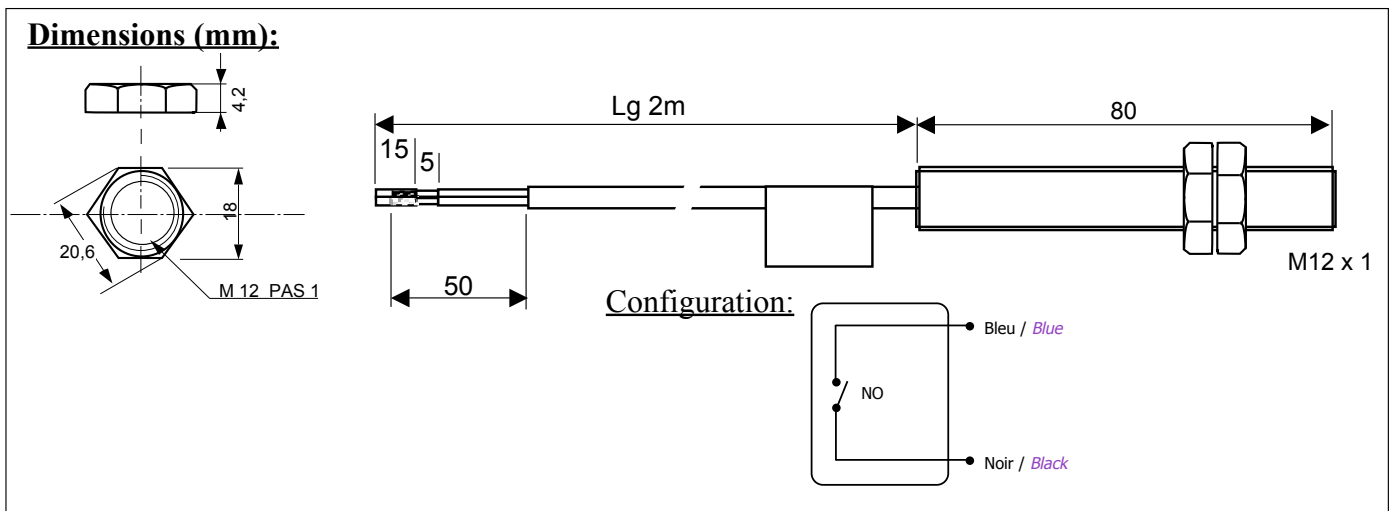 Dimensions (mm):
4,2
Lg 2m
80
15
5
18
20,6
M 12 PAS 1
50
M12 x 1
Configuration:
Bleu / Blue
NO
Noir / Black